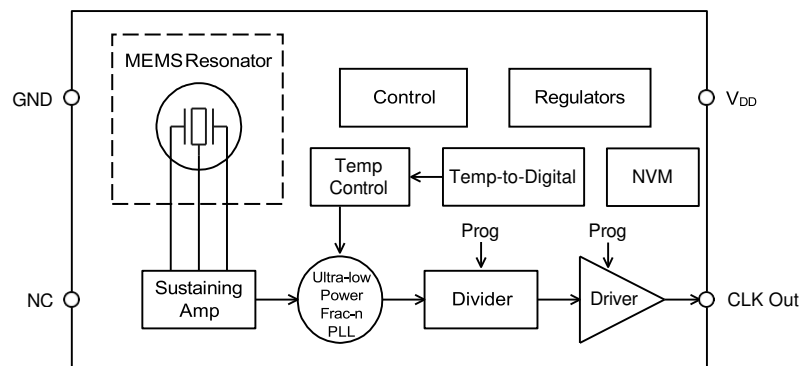 MEMS Resonator
GND
Control
Regulators
VDD
Temp
Control
Temp-to-Digital
NVM
Prog
Prog
NC
Sustaining
Amp
Ultra-low
Power
Frac-n
PLL
Divider
Driver
CLK Out